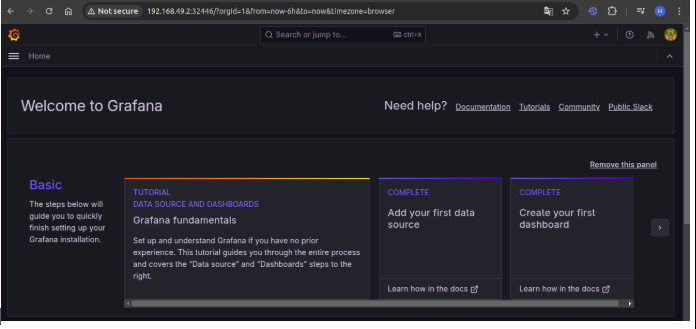 Not secure 192.168.49.2:32446/?orgId=1&from=now-6h&to=now&timezone=browser
H
Search or jump to... ctrl+k
Home
Welcome to Grafana
Need help? Documentation Tutorials Community Public Slack
Remove this panel
Basic
The steps below will
guide you to quickly
finish setting up your
Grafana installation.
TUTORIAL
DATA SOURCE AND DASHBOARDS
Grafana fundamentals
Set up and understand Grafana if you have no prior
experience. This tutorial guides you through the entire process
and covers the "Data source" and "Dashboards" steps to the
right.
COMPLETE
Add your first data
source
Learn how in the docs
COMPLETE
Create your first
dashboard
Learn how in the docs